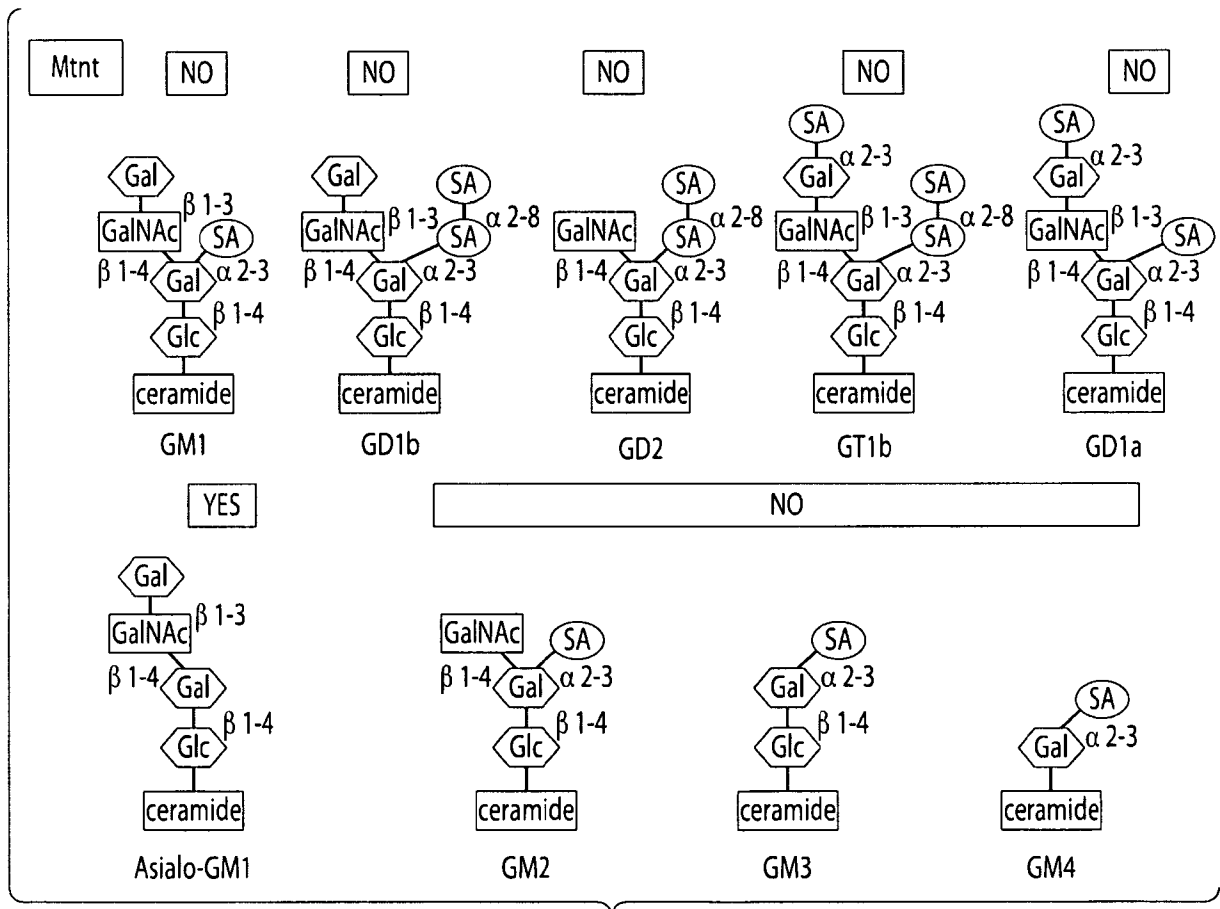 Mtnt NO NO NO NO NO
SA SA
α 2-3 α 2-3
Gal Gal Gal Gal
SA SA SA
β 1-3
GalNAc SA GalNAc β 1-3 SA α 2-8 GalNAc SA α 2-8 GalNAc β 1-3 SA α 2-8 GalNAc β 1-3 SA
β 1-4 Gal α 2-3 β 1-4 Gal α 2-3 β 1-4 Gal α 2-3 β 1-4 Gal α 2-3 β 1-4 Gal α 2-3
β 1-4 β 1-4 β 1-4 β 1-4 β 1-4
Glc Glc Glc Glc Glc
ceramide ceramide ceramide ceramide ceramide
GM1 GD1b GD2 GT1b GD1a
YES NO
Gal
GalNAc β 1-3 GalNAc SA SA
β 1-4 Gal β 1-4 Gal α 2-3 Gal α 2-3 SA
β 1-4 β 1-4 β 1-4
Glc Glc Glc Gal α 2-3
ceramide ceramide ceramide ceramide
Asialo-GM1 GM2 GM3 GM4